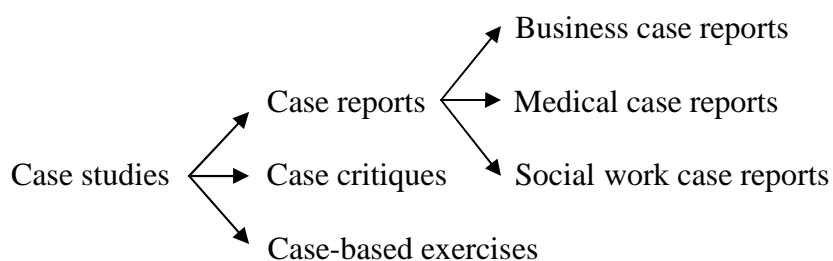 Business case reports
Case reports
Medical case reports
Case studies
Case critiques
Social work case reports
Case-based exercises